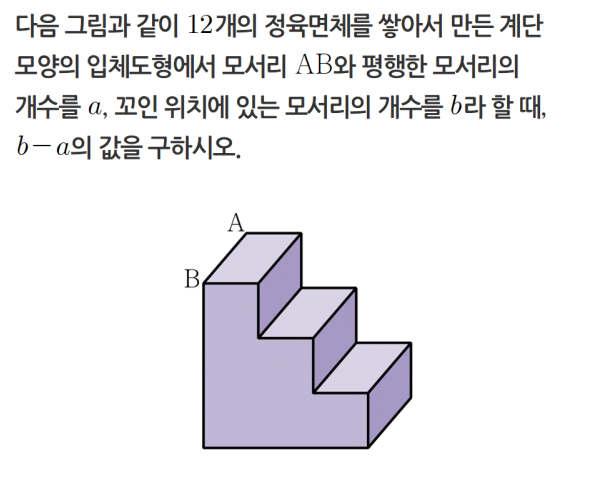 다음 그림과 같이 12개의 정육면체를 쌓아서 만든 계단
모양의 입체도형에서 모서리 AB와 평행한 모서리의
개수를 a, 꼬인 위치에 있는 모서리의 개수를 b라 할 때,
b-a의 값을 구하시오.
A
B